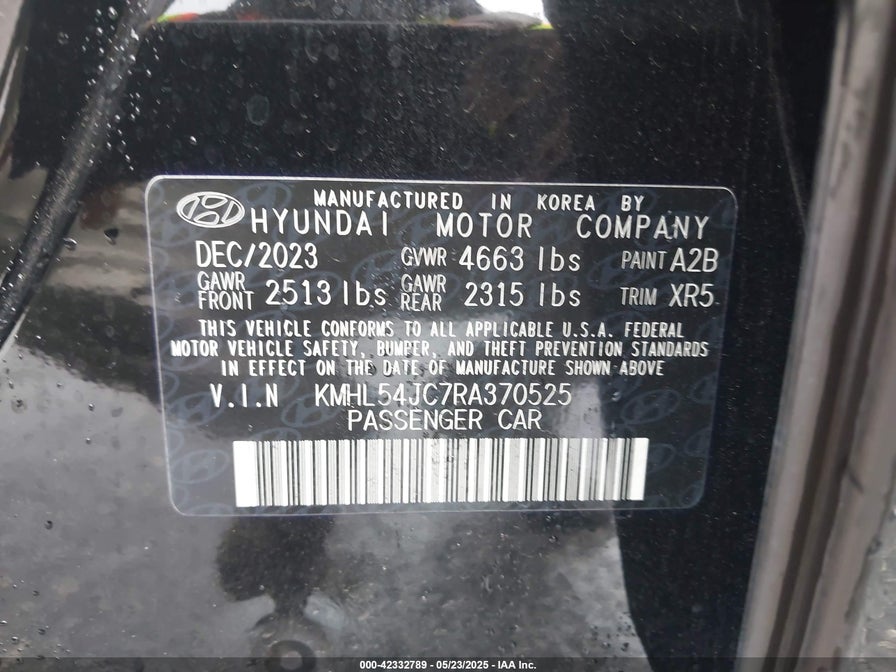 MANUFACTURED IN KOREA BY
HYUNDAI MOTOR COMPANY
DEC/2023 GVWR 4663 lbs PAINT A2B
GAWR FRONT 2513 lbs GAWR REAR 2315 lbs TRIM XR5
THIS VEHICLE CONFORMS TO ALL APPLICABLE U.S.A. FEDERAL
MOTOR VEHICLE SAFETY, BUMPER, AND THEFT PREVENTION STANDARDS
IN EFFECT ON THE DATE OF MANUFACTURE SHOWN ABOVE
V.I.N KMHL54JC7RA370525
PASSENGER CAR
000-42332789 - 05/23/2025 - IAA Inc.